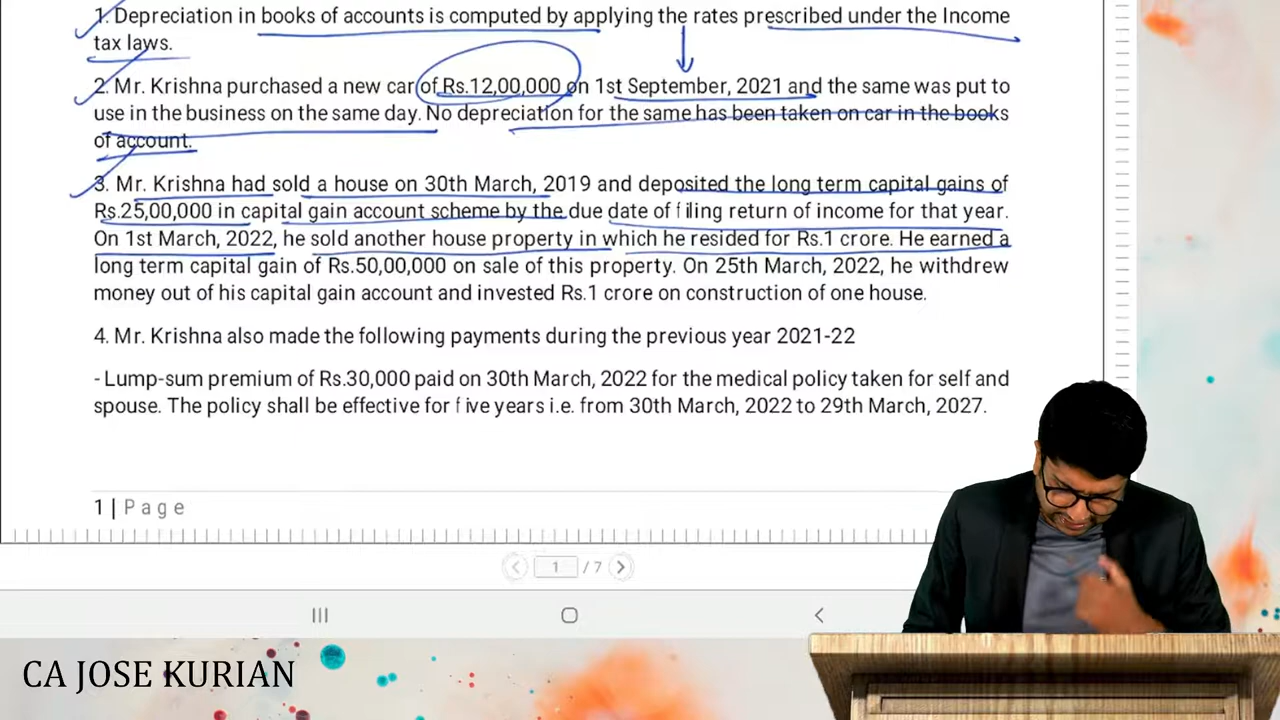 1. Depreciation in books of accounts is computed by applying the rates prescribed under the Income
tax laws.
2. Mr. Krishna purchased a new car of Rs.12,00,000 on 1st September, 2021 and the same was put to
use in the business on the same day. No depreciation for the same has been taken on car in the books
of account.
3. Mr. Krishna had sold a house on 30th March, 2019 and deposited the long term capital gains of
Rs.25,00,000 in capital gain account scheme by the due date of filing return of income for that year.
On 1st March, 2022, he sold another house property in which he resided for Rs.1 crore. He earned a
long term capital gain of Rs.50,00,000 on sale of this property. On 25th March, 2022, he withdrew
money out of his capital gain account and invested Rs.1 crore on construction of one house.
4. Mr. Krishna also made the following payments during the previous year 2021-22
- Lump-sum premium of Rs.30,000 paid on 30th March, 2022 for the medical policy taken for self and
spouse. The policy shall be effective for five years i.e. from 30th March, 2022 to 29th March, 2027.
1 | Page
1 / 7
CA JOSE KURIAN